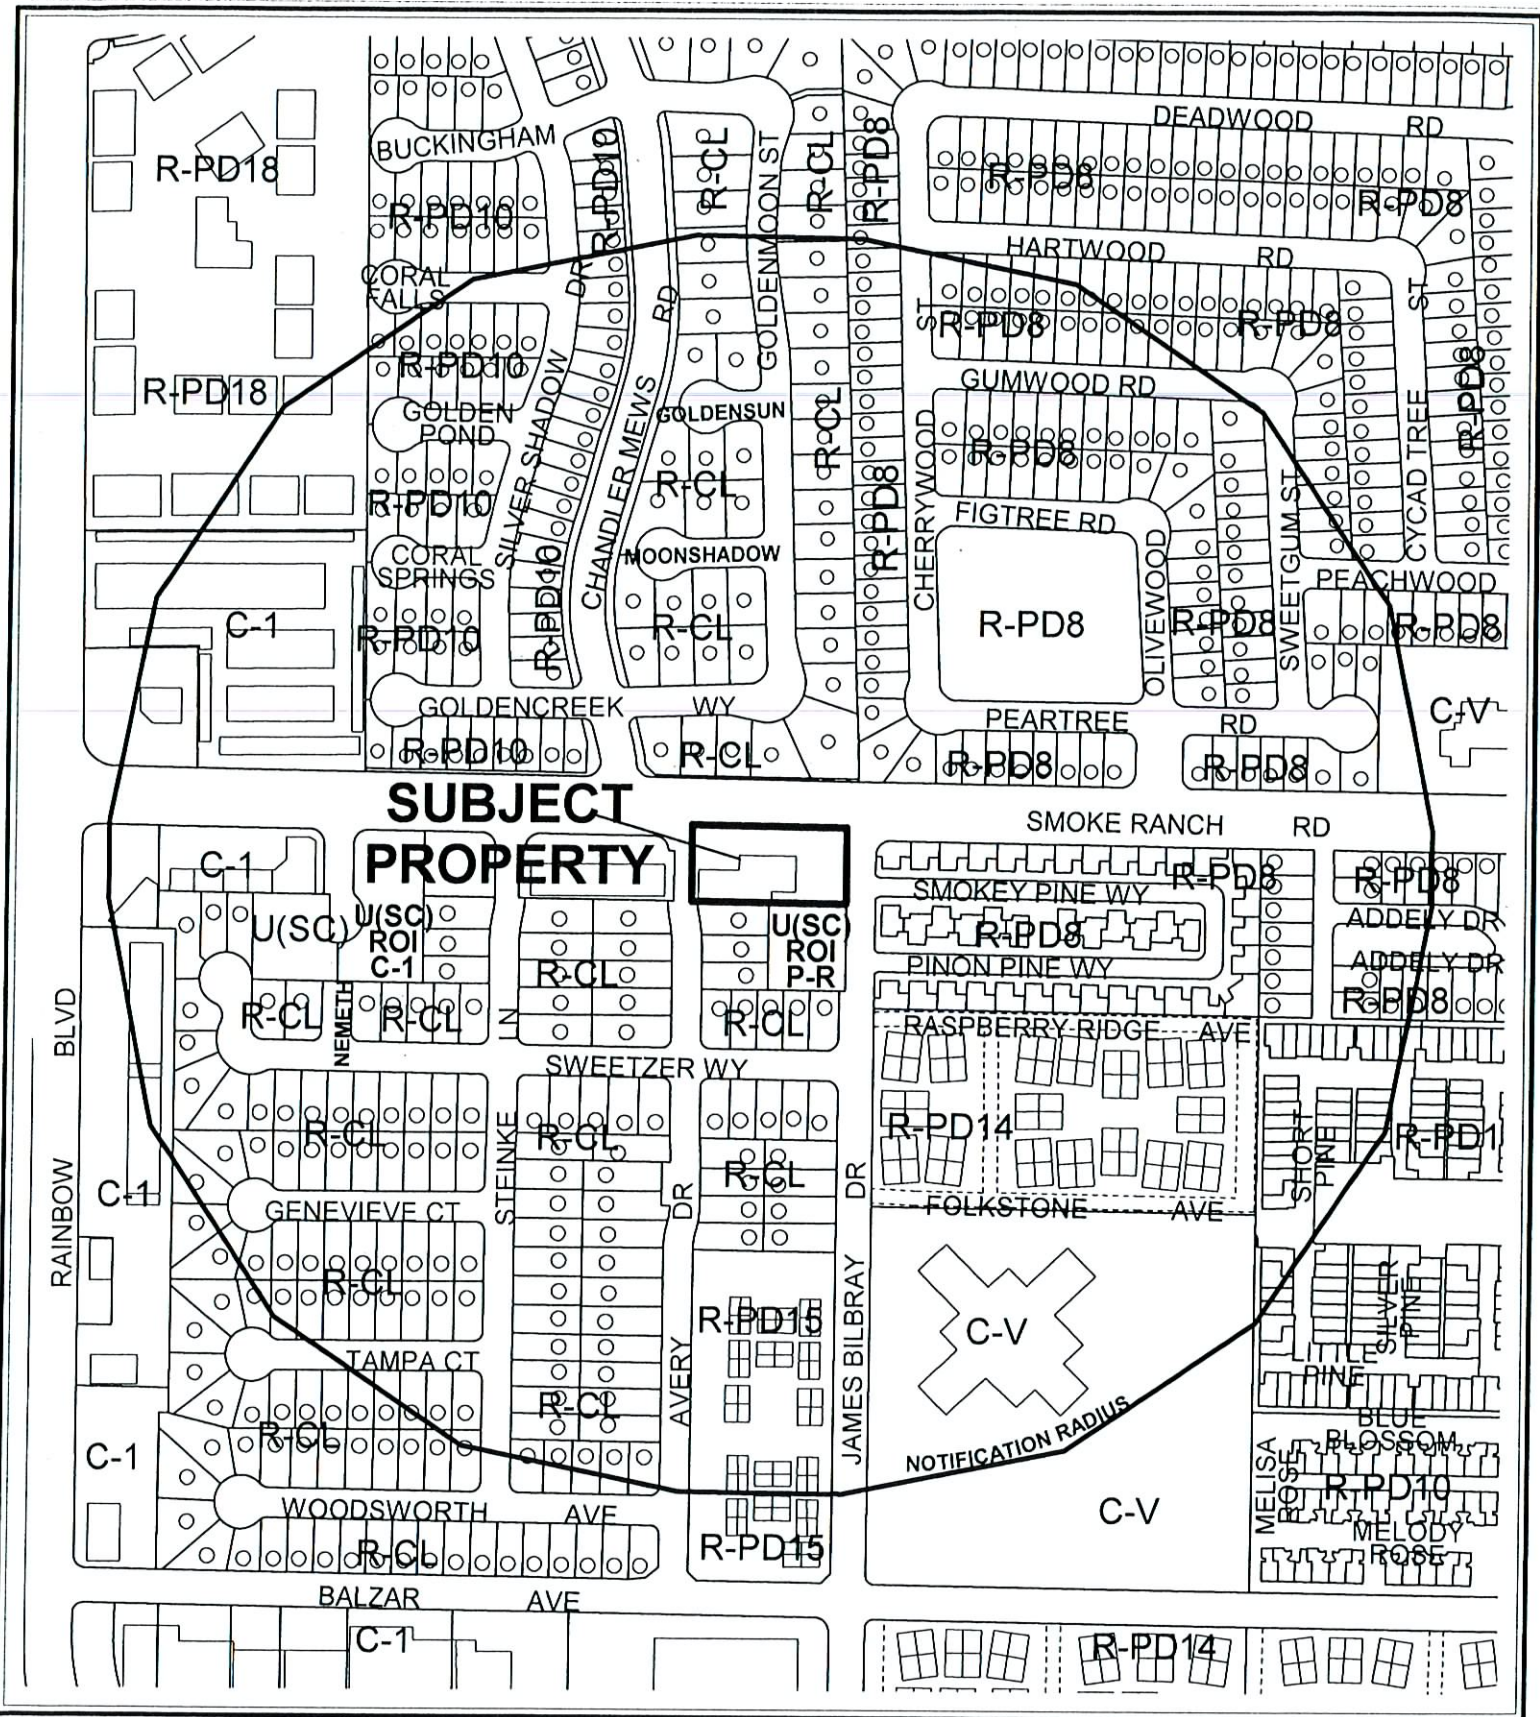 DEADWOOD RD
BUCKINGHAM
R-PD18
R-PD10
R-CL
GOLDENMOON ST
R-CL
R-PD8
R-PD8
R-PD8
R-PD10
HARTWOOD RD
CORAL
FALLS
DR
RD
ST
ST
R-PD8
R-PD8
R-PD10
R-PD8
GUMWOOD RD
R-PD18
GOLDEN
POND
SILVER SHADOW
CHANDLER MEWS
GOLDENSUN
R-CL
CHERRYWOOD
R-PD8
CYCAD TREE
R-CL
R-PD10
R-PD8
FIGTREE RD
SWEETGUM ST
CORAL
SPRINGS
MOONSHADOW
OLIVEWOOD
PEACHWOOD
R-PD10
C-1
R-PD10
R-CL
R-PD8
R-PD8
R-PD8
GOLDENCREEK WY
PEARTREE RD
C-V
R-PD10
R-CL
R-PD8
R-PD8
SUBJECT
PROPERTY
SMOKE RANCH RD
C-1
R-PD8
R-PD8
SMOKEY PINE WY
U(SC)
U(SC)
ROI
C-1
U(SC)
ROI
P-R
R-PD8
ADDELY DR
R-CL
PINON PINE WY
ADDELY DR
R-PD8
BLVD
R-CL
NEMETH
R-CL
LN
R-CL
RASPBERRY RIDGE AVE
SWEETZER WY
R-CL
STEINKE
R-CL
R-PD14
SHORT
PINE
R-PD1
R-CL
RAINBOW
C-1
GENEVIEVE CT
DR
DR
FOLKSTONE AVE
R-CL
R-PD15
JAMES BILBRAY
C-V
SILVER
PINE
TAMPA CT
AVERY
LITTLE
PINE
R-CL
R-CL
NOTIFICATION RADIUS
BLUE
BLOSSOM
C-1
MELISA
ROSE
R-PD10
WOODSWORTH AVE
C-V
R-CL
R-PD15
MELODY
ROSE
BALZAR AVE
C-1
R-PD14